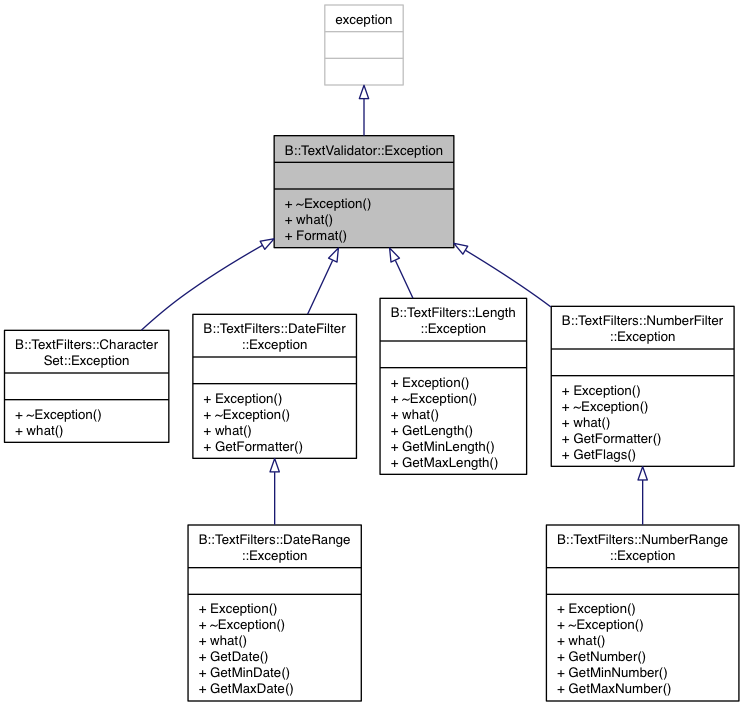 exception
B::TextValidator::Exception
+ ~Exception()
+ what()
+ Format()
B::TextFilters::Character
Set::Exception
+ ~Exception()
+ what()
B::TextFilters::DateFilter
::Exception
+ Exception()
+ ~Exception()
+ what()
+ GetFormatter()
B::TextFilters::Length
::Exception
+ Exception()
+ ~Exception()
+ what()
+ GetLength()
+ GetMinLength()
+ GetMaxLength()
B::TextFilters::NumberFilter
::Exception
+ Exception()
+ ~Exception()
+ what()
+ GetFormatter()
+ GetFlags()
B::TextFilters::DateRange
::Exception
+ Exception()
+ ~Exception()
+ what()
+ GetDate()
+ GetMinDate()
+ GetMaxDate()
B::TextFilters::NumberRange
::Exception
+ Exception()
+ ~Exception()
+ what()
+ GetNumber()
+ GetMinNumber()
+ GetMaxNumber()